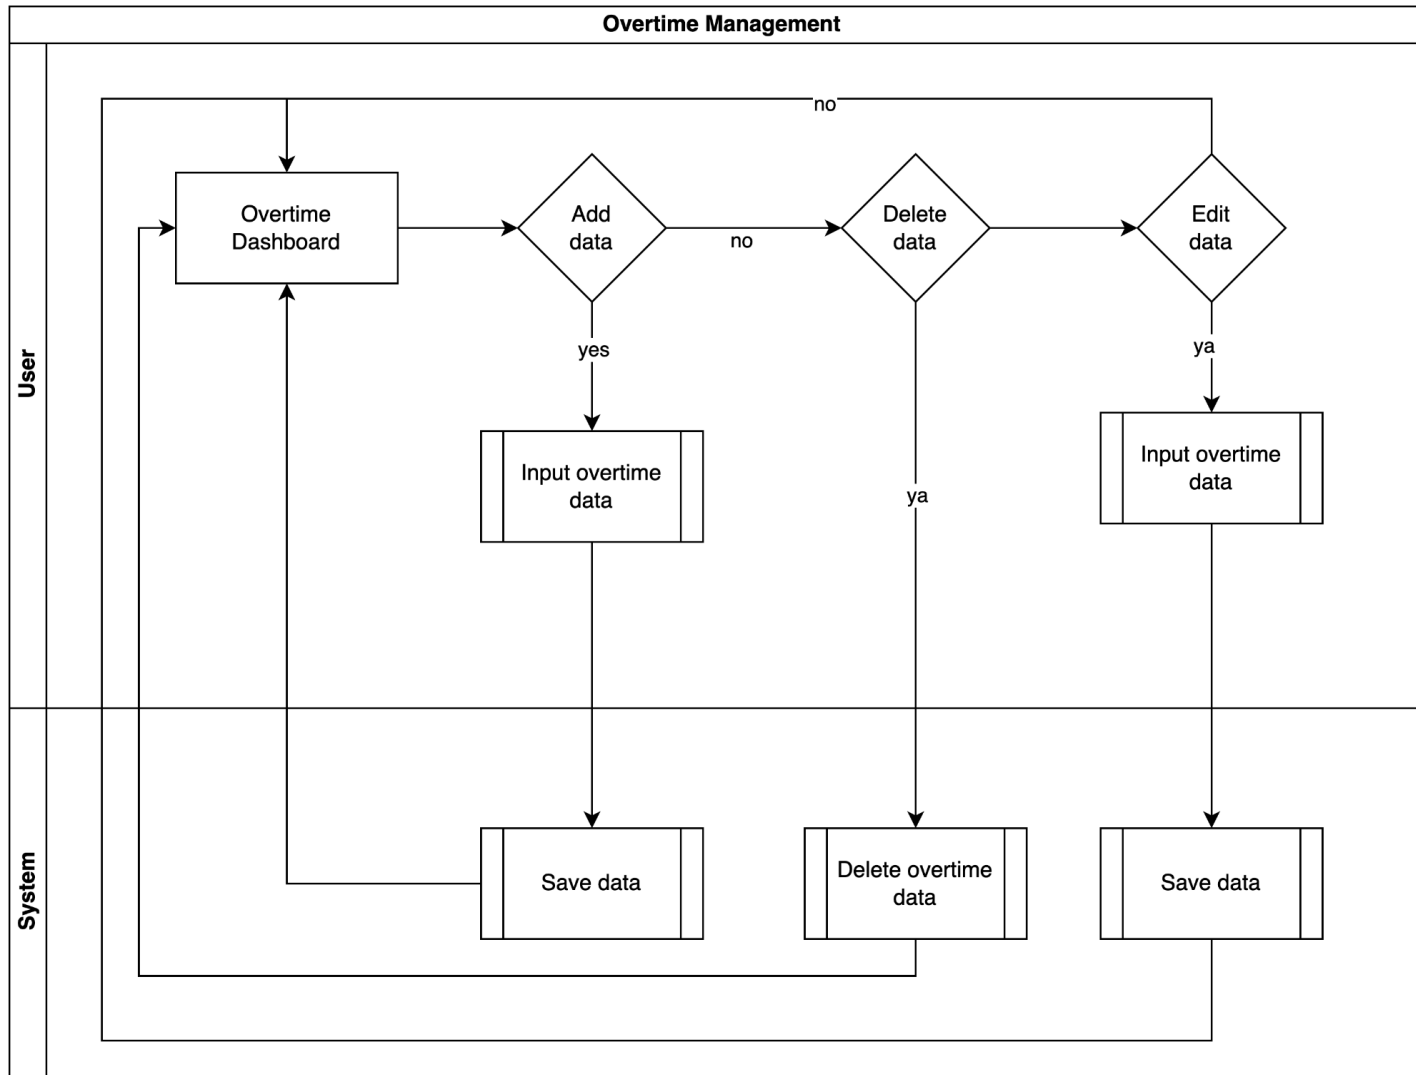 Overtime Management
User
no
Overtime
Dashboard
Add
data
no
Delete
data
Edit
data
yes
ya
Input overtime
data
ya
Input overtime
data
System
Save data
Delete overtime
data
Save data